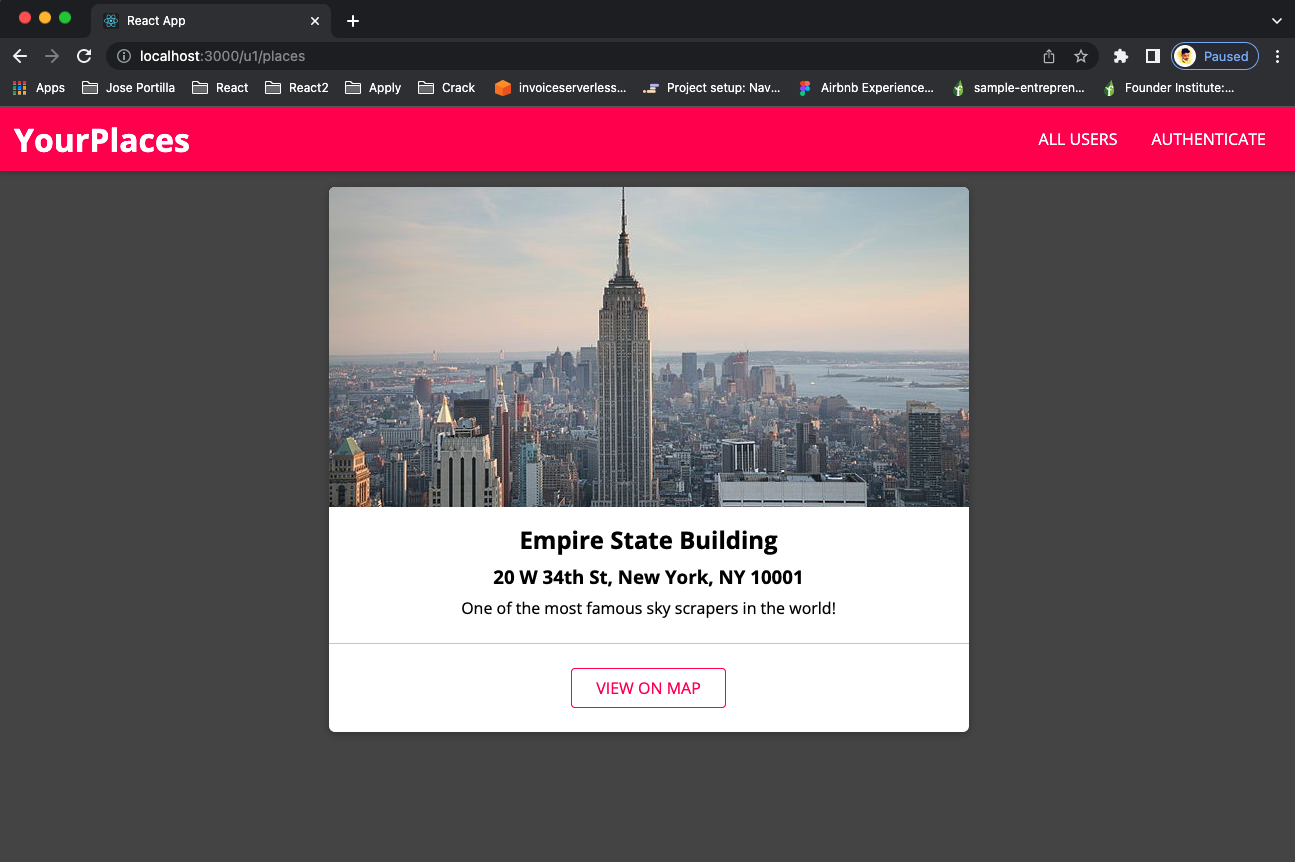 React App
localhost:3000/u1/places
Paused
Apps Jose Portilla React React2 Apply Crack invoiceserverless... Project setup: Nav... Airbnb Experience... sample-entrepren... Founder Institute:...
YourPlaces ALL USERS AUTHENTICATE
Empire State Building
20 W 34th St, New York, NY 10001
One of the most famous sky scrapers in the world!
VIEW ON MAP